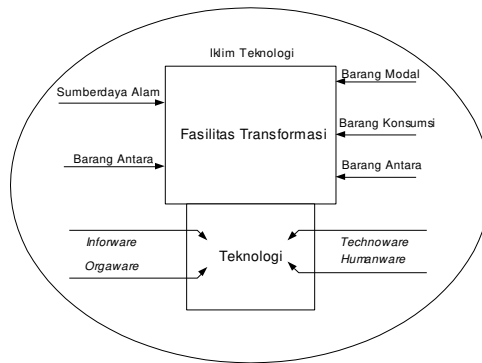 Iklim Teknologi
Barang Modal
Sumberdaya Alam
Fasilitas Transformasi
Barang Konsumsi
Barang Antara
Barang Antara
Inforware
Technoware
Teknologi
Orgaware
Humanware